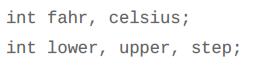 int fahr, celsius;
int lower, upper, step;